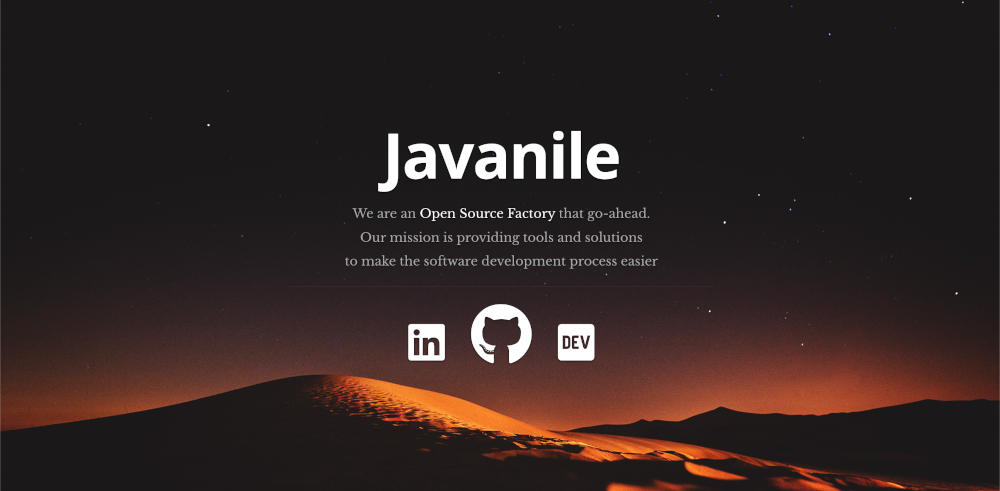 Javanile
We are an Open Source Factory that go-ahead.
Our mission is providing tools and solutions
to make the software development process easier
in
DEV